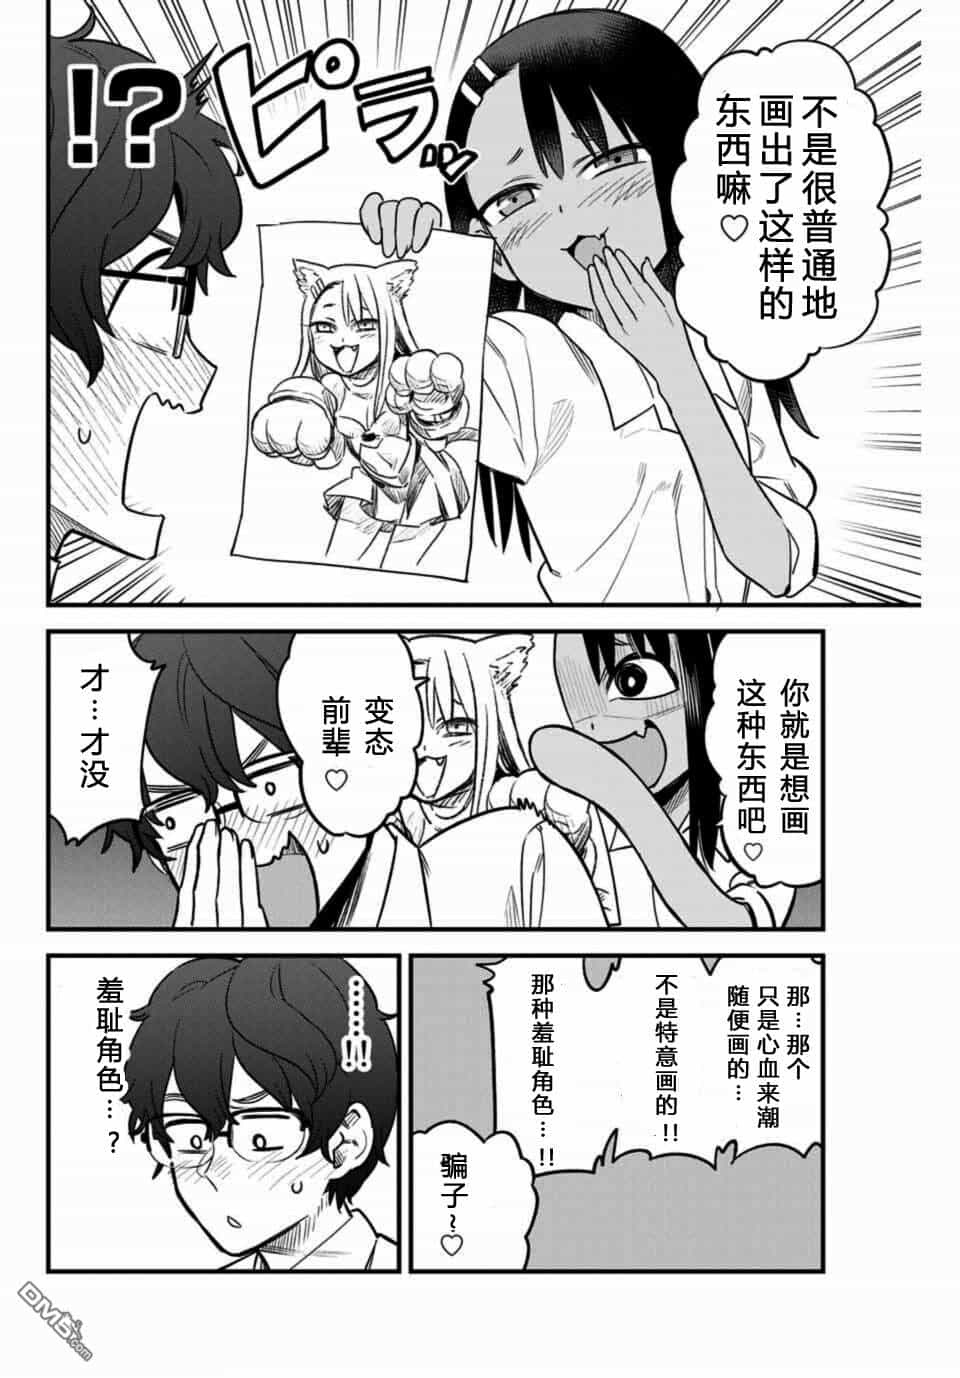 不是很普通地
画出了这样的
东西嘛♡
ピラッ
!?
你就是想画
这种东西吧♡
变态
前辈♡
才…才没
那…那个
只是心血来潮
随便画的…
不是特意画的!!
那种羞耻角色…!!
骗子~♡
………!!
羞耻角色…?
DM5